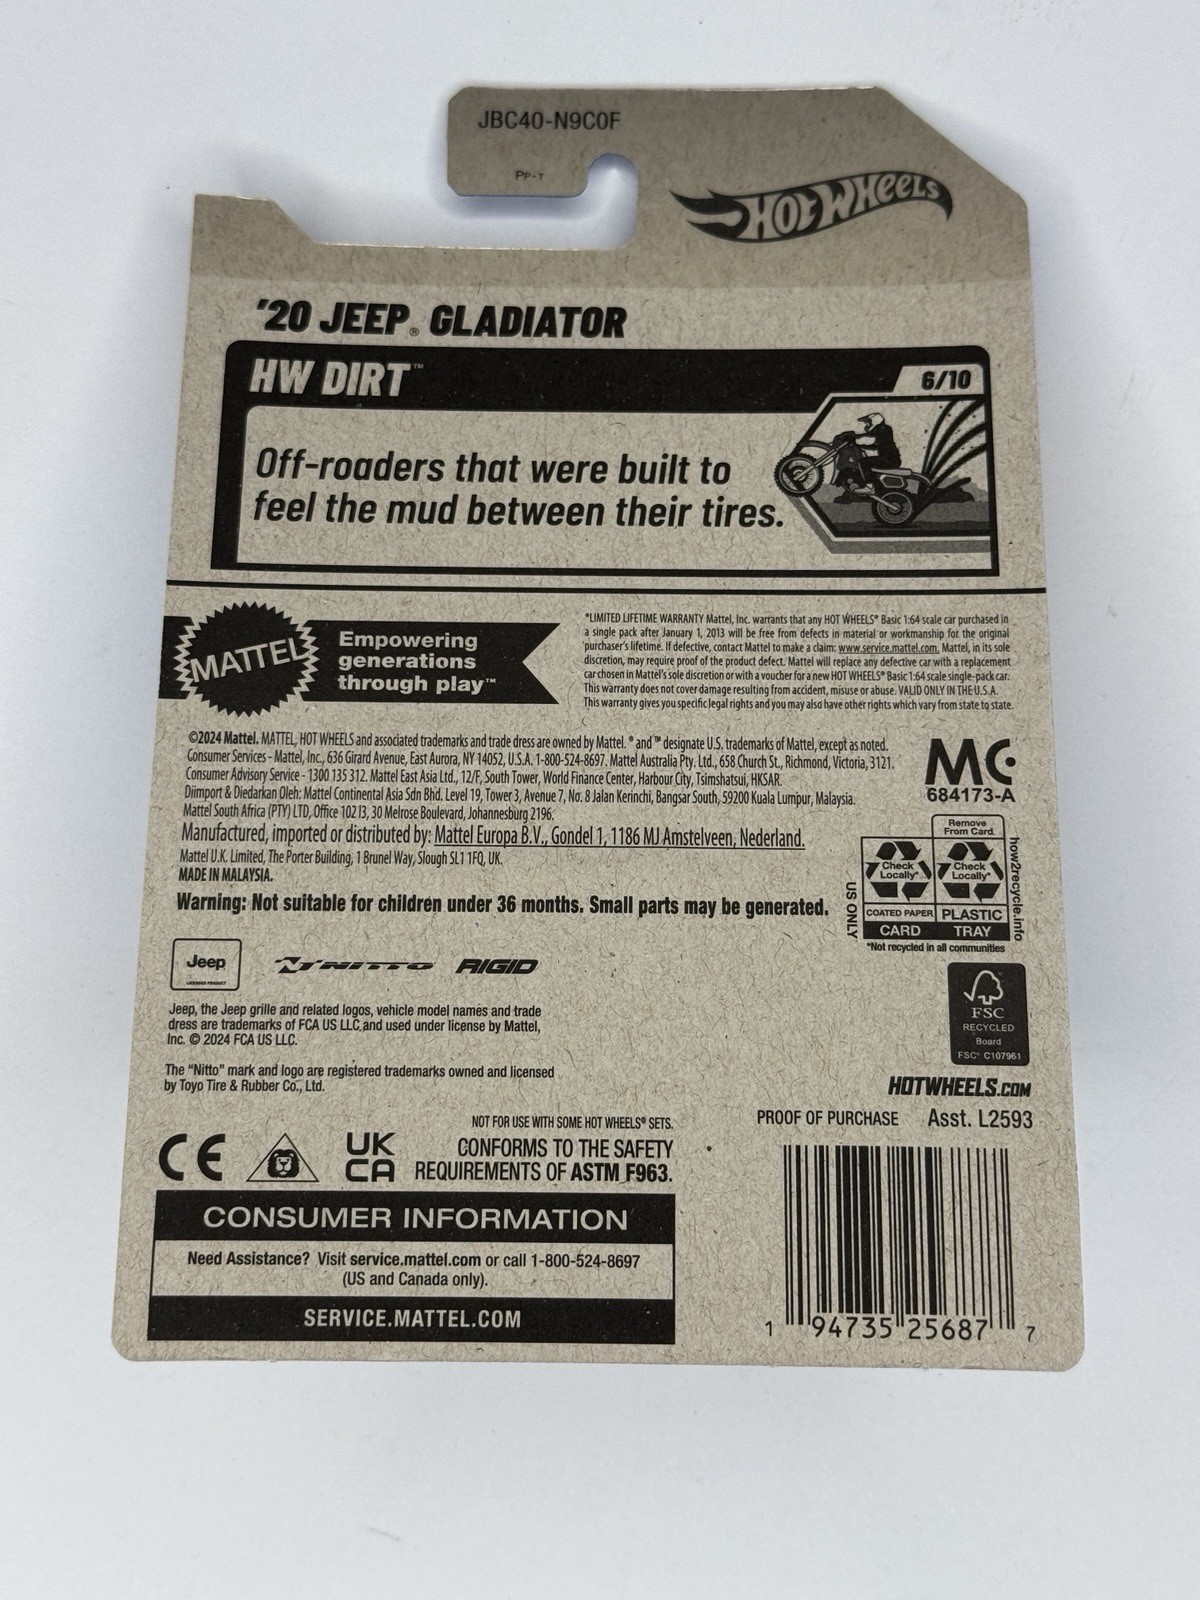 JBC40-N9C0F
PP-T
HOT WHEELS
'20 JEEP® GLADIATOR
HW DIRT™
6/10
Off-roaders that were built to
feel the mud between their tires.
MATTEL
Empowering
generations
through play™
*LIMITED LIFETIME WARRANTY Mattel, Inc. warrants that any HOT WHEELS® Basic 1:64 scale car purchased in
a single pack after January 1, 2013 will be free from defects in material or workmanship for the original
purchaser's lifetime. If defective, contact Mattel to make a claim: www.service.mattel.com. Mattel, in its sole
discretion, may require proof of the product defect. Mattel will replace any defective car with a replacement
car chosen in Mattel's sole discretion or with a voucher for a new HOT WHEELS® Basic 1:64 scale single-pack car.
This warranty does not cover damage resulting from accident, misuse or abuse. VALID ONLY IN THE U.S.A.
This warranty gives you specific legal rights and you may also have other rights which vary from state to state.
©2024 Mattel. MATTEL, HOT WHEELS and associated trademarks and trade dress are owned by Mattel. ® and ™ designate U.S. trademarks of Mattel, except as noted.
Consumer Services - Mattel, Inc., 636 Girard Avenue, East Aurora, NY 14052, U.S.A. 1-800-524-8697. Mattel Australia Pty. Ltd., 658 Church St., Richmond, Victoria, 3121.
Consumer Advisory Service - 1300 135 312. Mattel East Asia Ltd., 12/F, South Tower, World Finance Center, Harbour City, Tsimshatsui, HKSAR.
Diimport & Diedarkan Oleh: Mattel Continental Asia Sdn Bhd. Level 19, Tower 3, Avenue 7, No. 8 Jalan Kerinchi, Bangsar South, 59200 Kuala Lumpur, Malaysia.
Mattel South Africa (PTY) LTD, Office 102 I3, 30 Melrose Boulevard, Johannesburg 2196.
Manufactured, imported or distributed by: Mattel Europa B.V., Gondel 1, 1186 MJ Amstelveen, Nederland.
Mattel U.K. Limited, The Porter Building, 1 Brunel Way, Slough SL1 1FQ, UK.
MADE IN MALAYSIA.
MC
684173-A
Warning: Not suitable for children under 36 months. Small parts may be generated.
US ONLY
Remove
From Card
Check
Locally*
Check
Locally*
COATED PAPER
PLASTIC
CARD
TRAY
how2recycle.info
*Not recycled in all communities
Jeep
LICENSED PRODUCT
NITTO
RIGID
FSC
RECYCLED
Board
FSC® C107961
Jeep, the Jeep grille and related logos, vehicle model names and trade
dress are trademarks of FCA US LLC and used under license by Mattel,
Inc. © 2024 FCA US LLC.
The "Nitto" mark and logo are registered trademarks owned and licensed
by Toyo Tire & Rubber Co., Ltd.
HOTWHEELS.COM
PROOF OF PURCHASE Asst. L2593
NOT FOR USE WITH SOME HOT WHEELS® SETS.
CE
UK
CA
CONFORMS TO THE SAFETY
REQUIREMENTS OF ASTM F963.
CONSUMER INFORMATION
Need Assistance? Visit service.mattel.com or call 1-800-524-8697
(US and Canada only).
SERVICE.MATTEL.COM
1 94735 25687 7